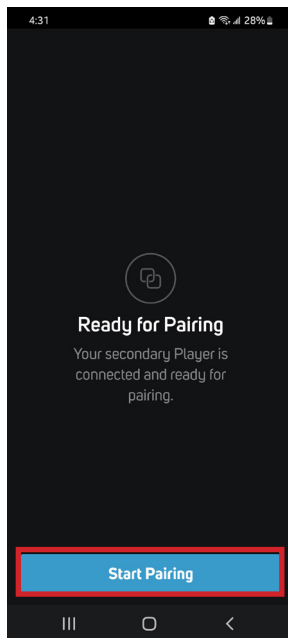 4:31 28%
Ready for Pairing
Your secondary Player is
connected and ready for
pairing.
Start Pairing